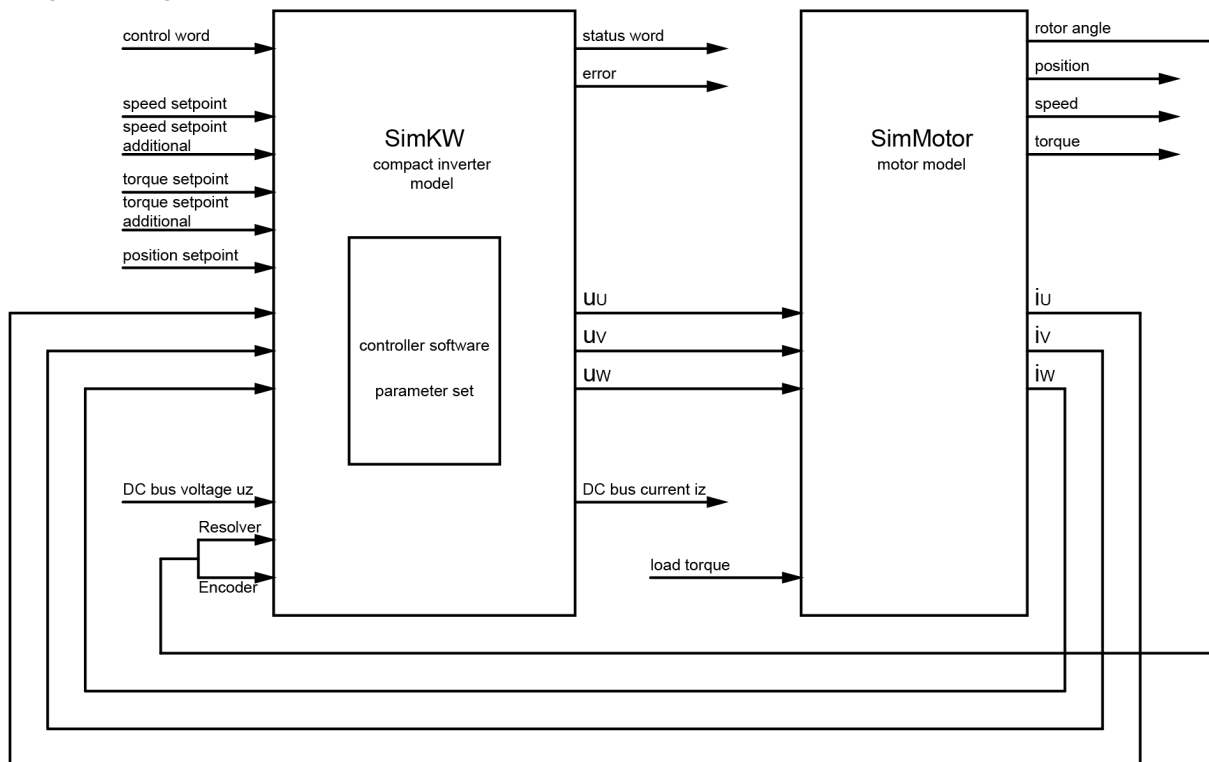 control word
speed setpoint
speed setpoint
additional
torque setpoint
torque setpoint
additional
position setpoint
DC bus voltage uz
Resolver
Encoder
SimKW
compact inverter
model
controller software
parameter set
status word
error
uU
uV
uW
DC bus current iz
load torque
SimMotor
motor model
rotor angle
position
speed
torque
iU
iV
iW